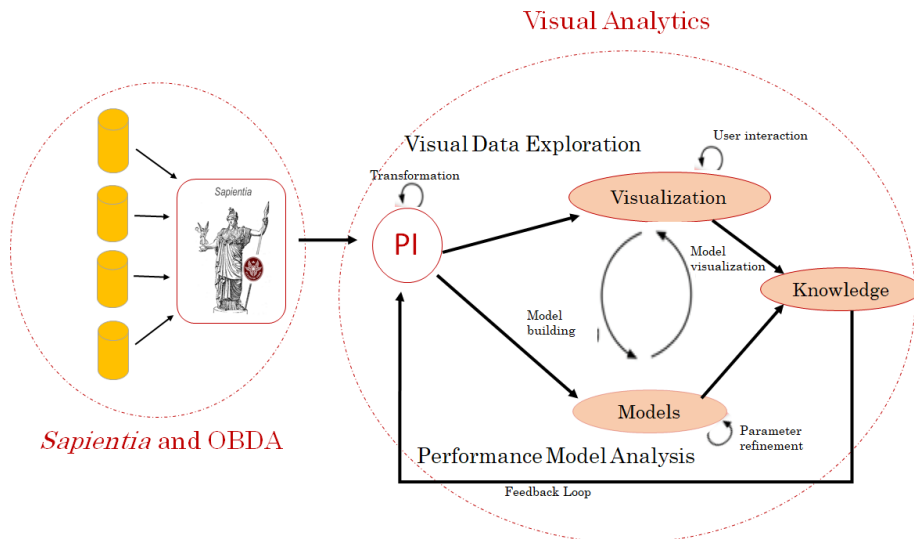 Visual Analytics
Visual Data Exploration
User interaction
Transformation
Sapientia
Visualization
PI
Model
visualization
Knowledge
Model
building
Models
Sapientia and OBDA
Parameter
refinement
Performance Model Analysis
Feedback Loop